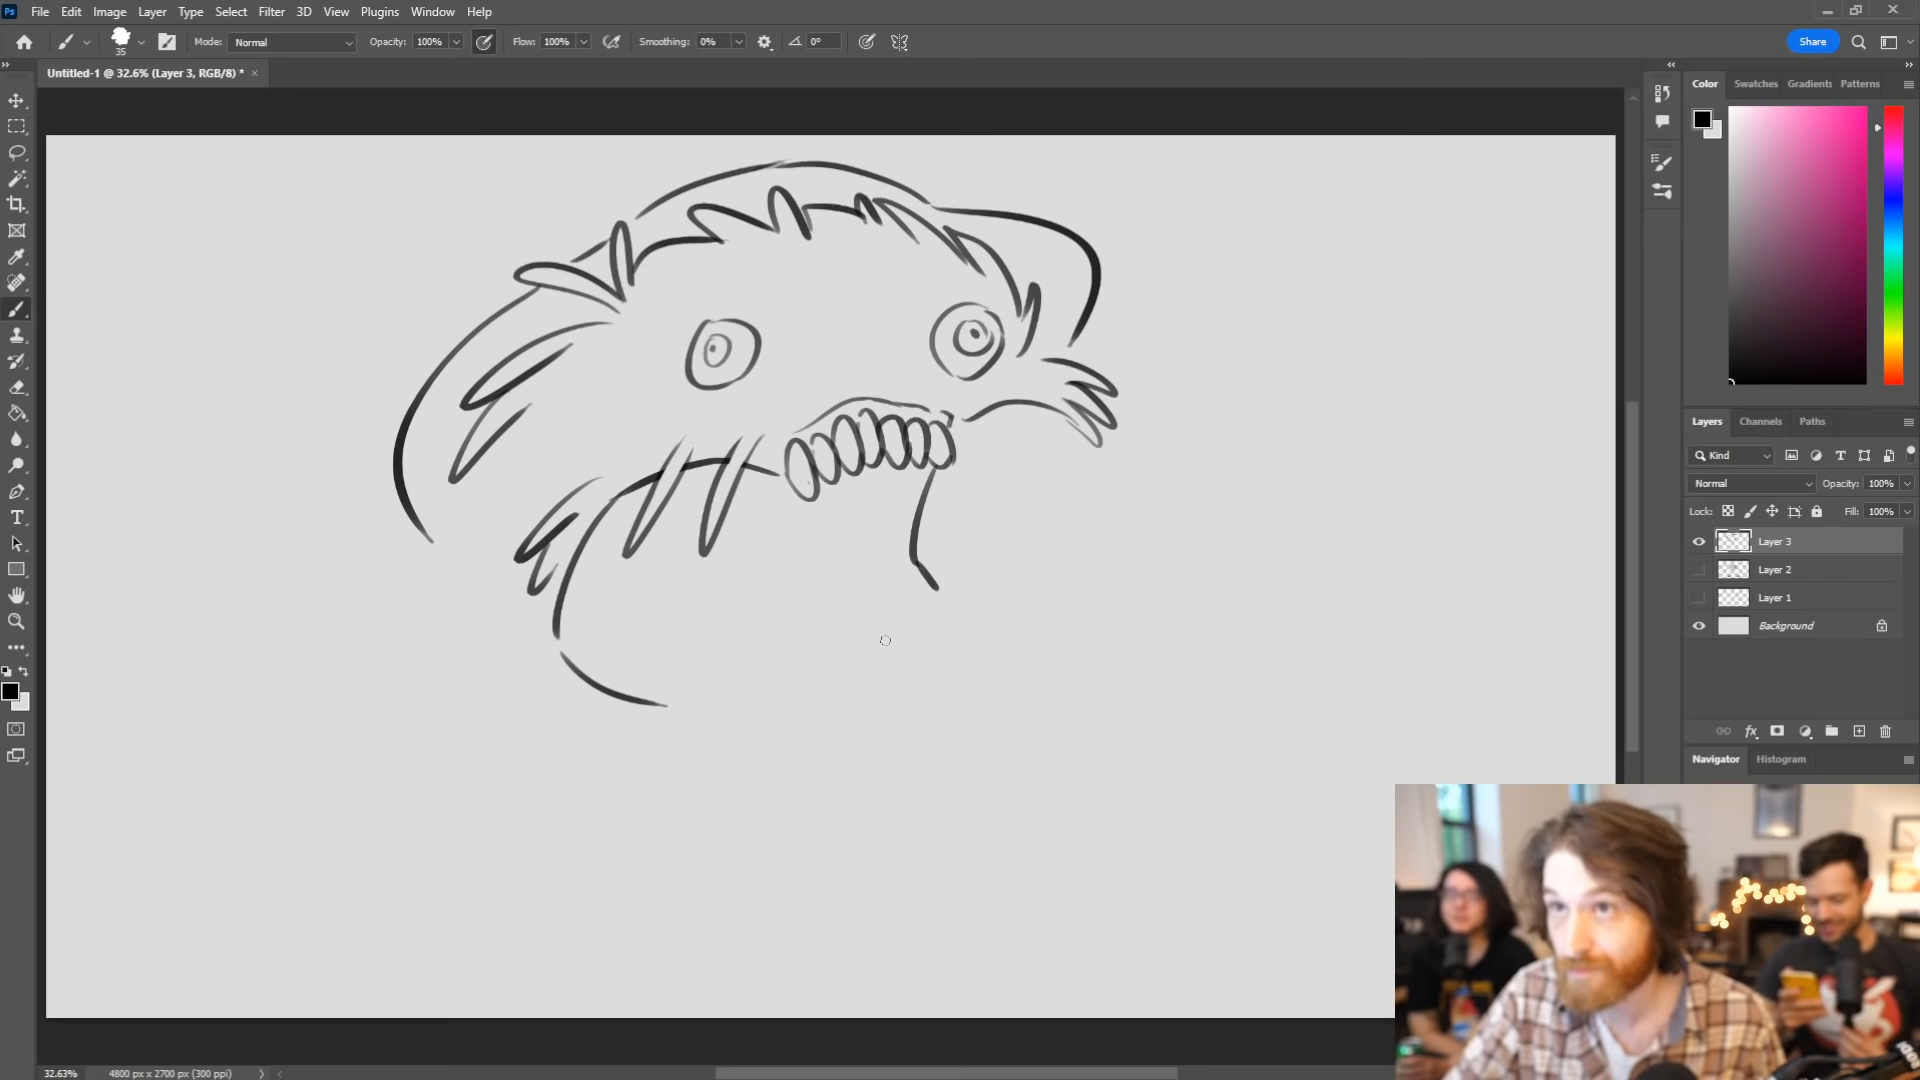 Ps File Edit Image Layer Type Select Filter 3D View Plugins Window Help
35 Mode: Normal Opacity: 100% Flow: 100% Smoothing: 0% 0° Share
Untitled-1 @ 32.6% (Layer 3, RGB/8) *
Color Swatches Gradients Patterns
Layers Channels Paths
Kind
Normal Opacity: 100%
Lock: Fill: 100%
Layer 3
Layer 2
Layer 1
Background
fx
Navigator Histogram
32.63% 4800 px x 2700 px (300 ppi)